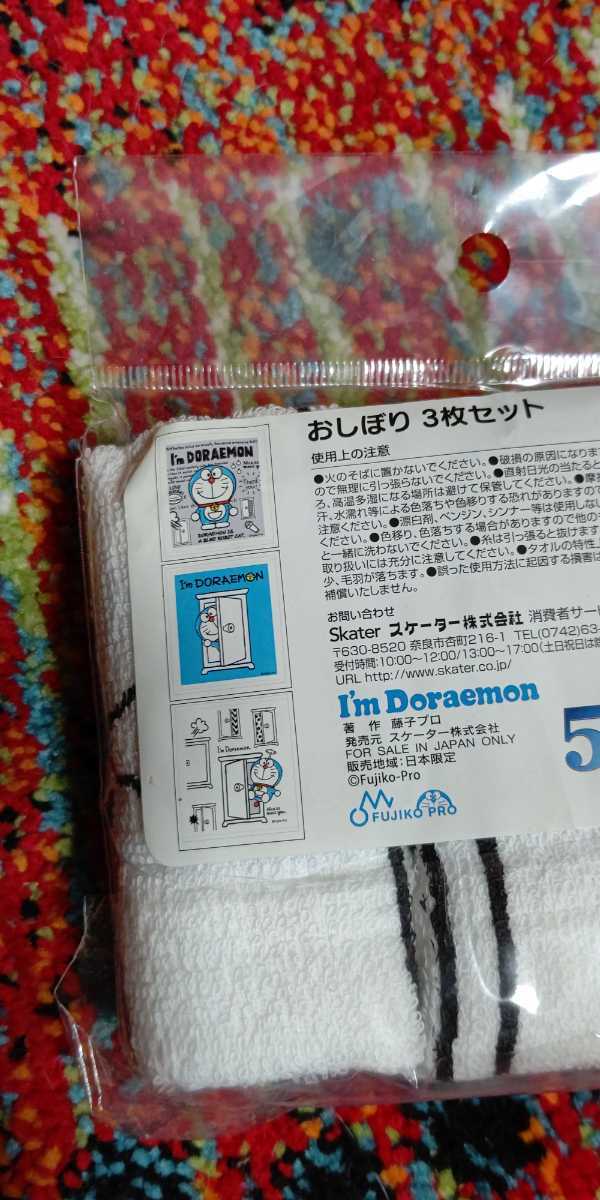 おしぼり 3枚セット
使用上の注意
●火のそばに置かないでください。●破損の原因になりま
ので無理に引っ張らないでください。●直射日光の当たると
ろ、高温多湿になる場所は避けて保管してください。●摩
汗、水濡れ等による色落ちや色移りする恐れがありますので
注意ください。●漂白剤、ベンジン、シンナー等は使用しない
ください。●色移り、色落ちする場合がありますので他の
と一緒に洗わないでください。●糸は引っ張ると抜けます
取り扱いには充分に注意してください。●タオルの特性上
少、毛羽が落ちます。●誤った使用方法に起因する損害は
補償いたしません。
お問い合わせ
Skater スケーター株式会社 消費者サー
〒630-8520 奈良市杏町216-1 TEL(0742)63-
受付時間:10:00~12:00/13:00~17:00(土日祝日は
URL http://www.skater.co.jp/
I'm Doraemon
著 作 藤子プロ
発売元 スケーター株式会社
FOR SALE IN JAPAN ONLY
販売地域:日本限定
©Fujiko-Pro
FUJIKO PRO
5
I'm DORAEMON
DORAEMON IS
A BLUE ROBOT CAT.
I'm DORAEMON
I'm Doraemon